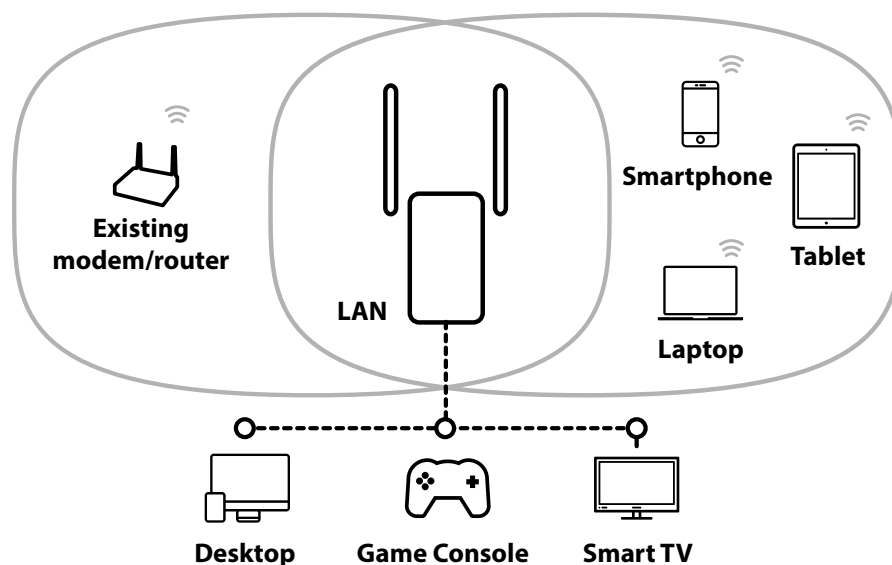 Smartphone
Existing
modem/router
Tablet
LAN
Laptop
Desktop
Game Console
Smart TV